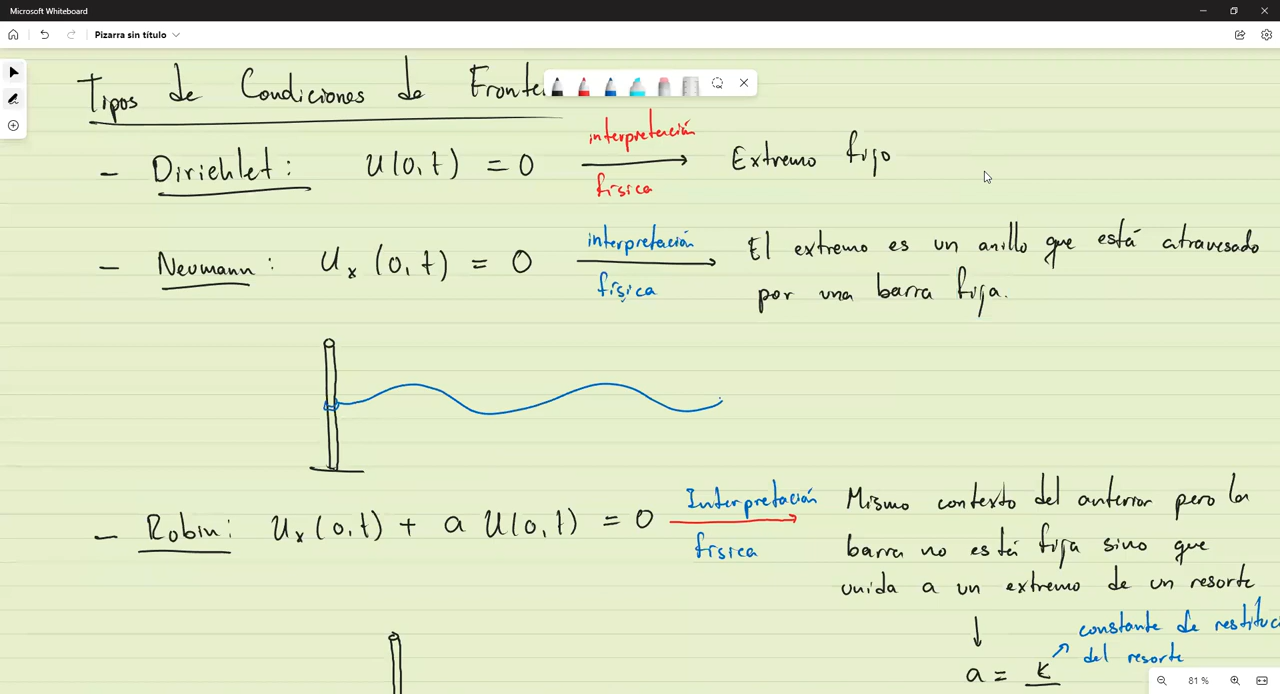 Microsoft Whiteboard
Pizarra sin título
Tipos de Condiciones de Fronte
- Dirichlet: U(0,t) = 0 interpretación física Extremo fijo
- Neumann: Ux(0,t) = 0 interpretación física El extremo es un anillo que está atravesado
por una barra fija.
- Robin: Ux(0,t) + a U(0,t) = 0 Interpretación física Mismo contexto del anterior pero la
barra no está fija sino que
unida a un extremo de un resorte
↓
constante de restituc
del resorte
a = K
81 %